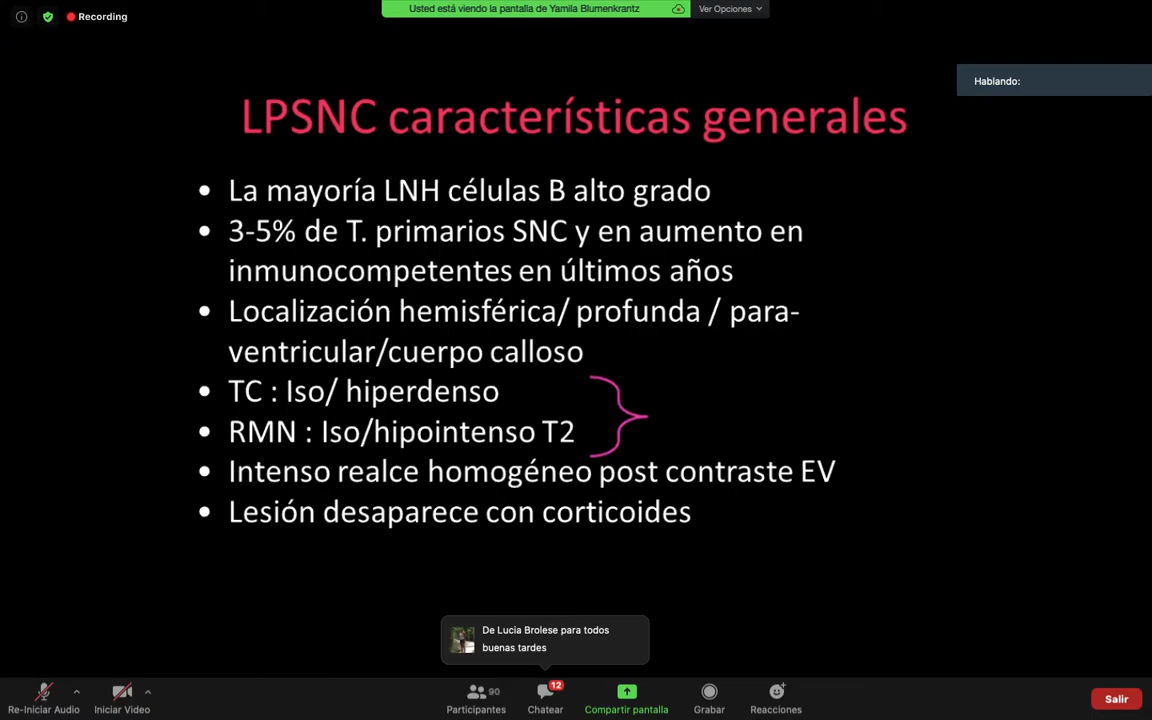 Recording
Usted está viendo la pantalla de Yamila Blumenkrantz
Ver Opciones
Hablando:
LPSNC características generales
• La mayoría LNH células B alto grado
• 3-5% de T. primarios SNC y en aumento en
inmunocompetentes en últimos años
• Localización hemisférica/ profunda / para-
ventricular/cuerpo calloso
• TC : Iso/ hiperdenso
• RMN : Iso/hipointenso T2
• Intenso realce homogéneo post contraste EV
• Lesión desaparece con corticoides
De Lucia Brolese para todos
buenas tardes
90
12
Re-Iniciar Audio
Iniciar Video
Participantes
Chatear
Compartir pantalla
Grabar
Reacciones
Salir